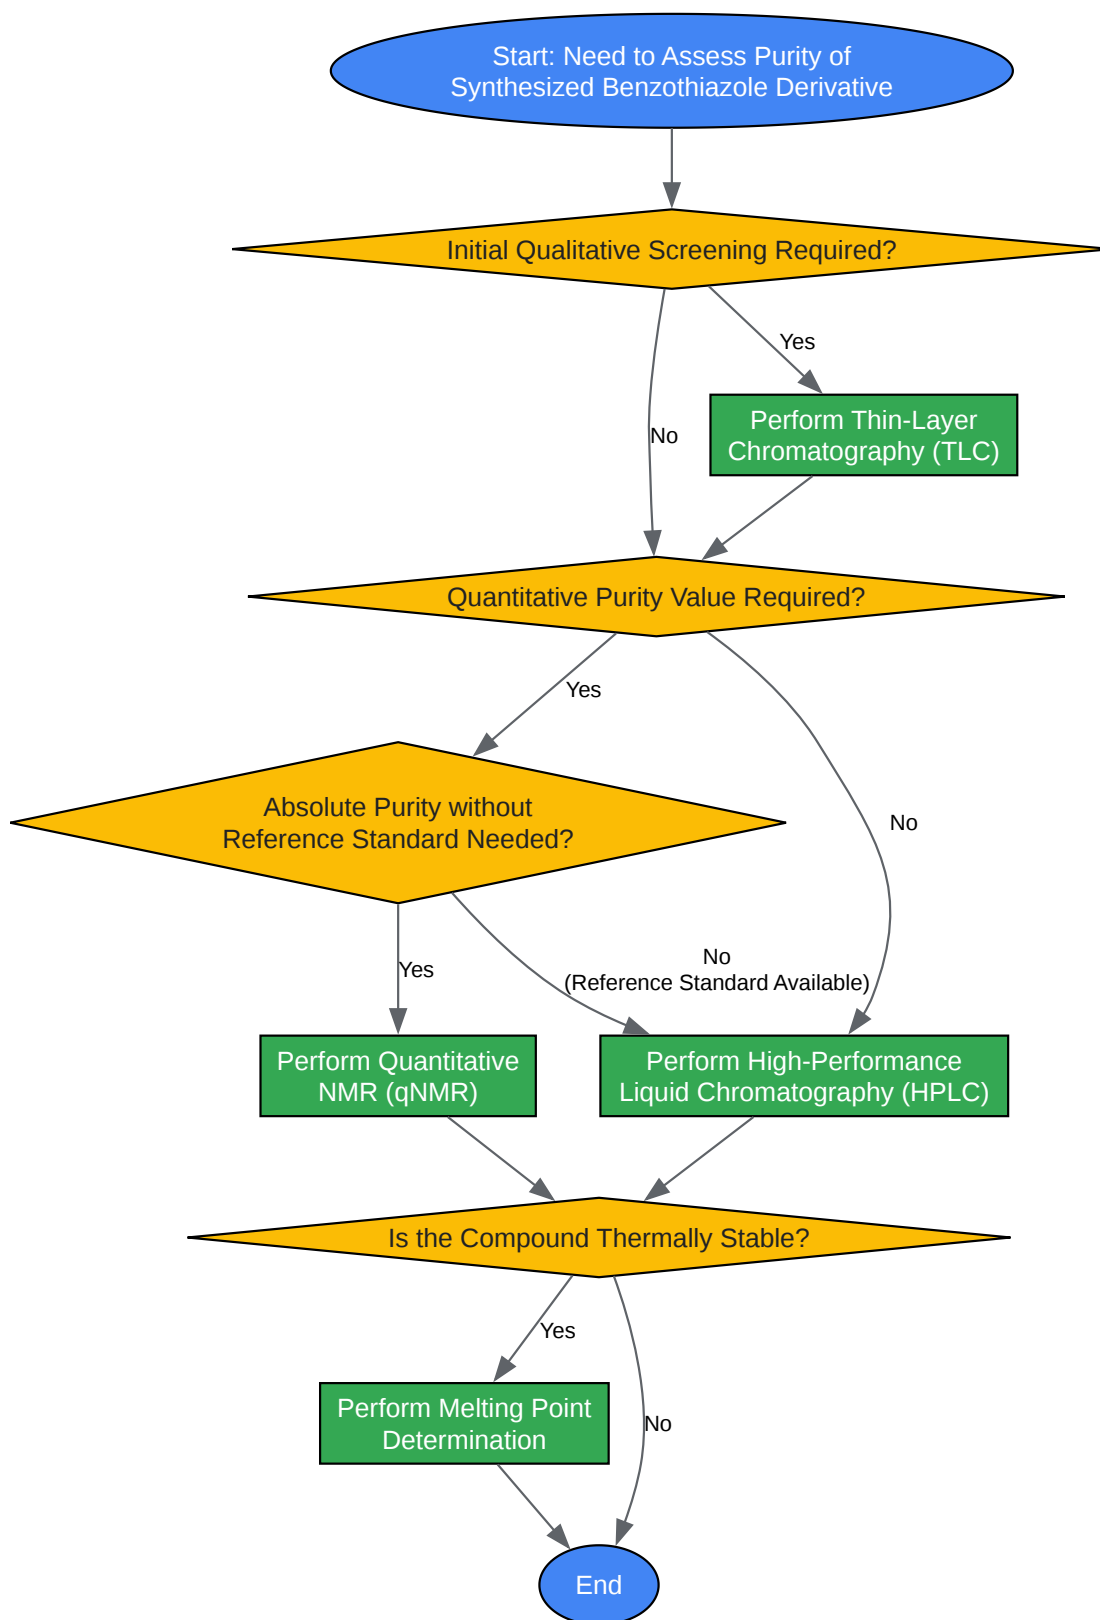 Start: Need to Assess Purity of
Synthesized Benzothiazole Derivative
Initial Qualitative Screening Required?
Yes
Perform Thin-Layer
Chromatography (TLC)
No
Quantitative Purity Value Required?
Yes
Absolute Purity without
Reference Standard Needed?
No
No
(Reference Standard Available)
Yes
Perform Quantitative
NMR (qNMR)
Perform High-Performance
Liquid Chromatography (HPLC)
Is the Compound Thermally Stable?
Yes
Perform Melting Point
Determination
No
End